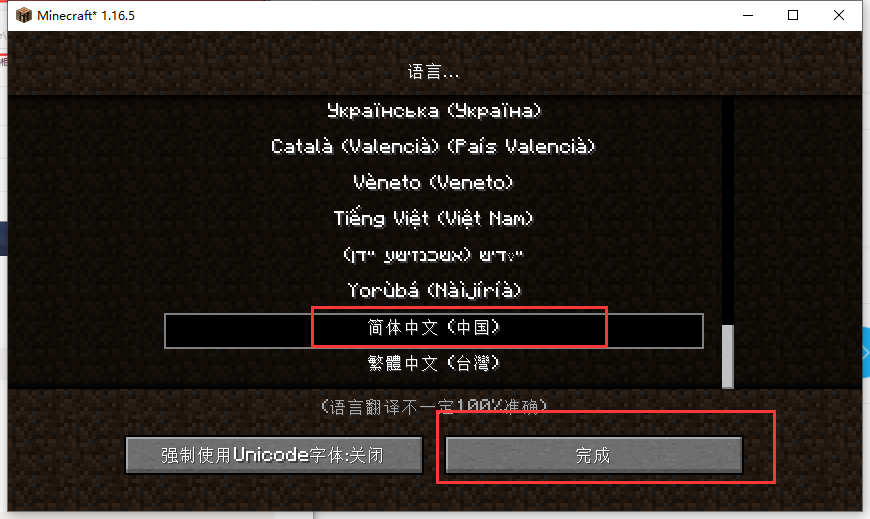 Minecraft* 1.16.5
语言...
Українська (Україна)
Català (Valencià) (País Valencià)
Vèneto (Veneto)
Tiếng Việt (Việt Nam)
ייִדיש (אשכנזישע יידן)
Yorùbá (Nàìjíríà)
简体中文 (中国)
繁體中文 (台灣)
(语言翻译不一定100%准确)
强制使用Unicode字体:关闭
完成